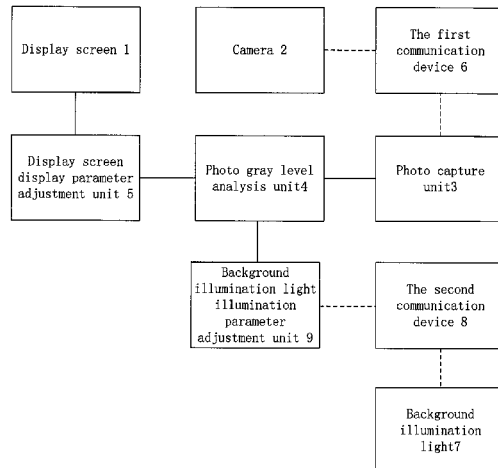 Display screen 1
Camera 2
The first
communication
device 6
Display screen
display parameter
adjustment unit 5
Photo gray level
analysis unit4
Photo capture
unit3
Background
illumination light
illumination
parameter
adjustment unit 9
The second
communication
device 8
Background
illumination
light7